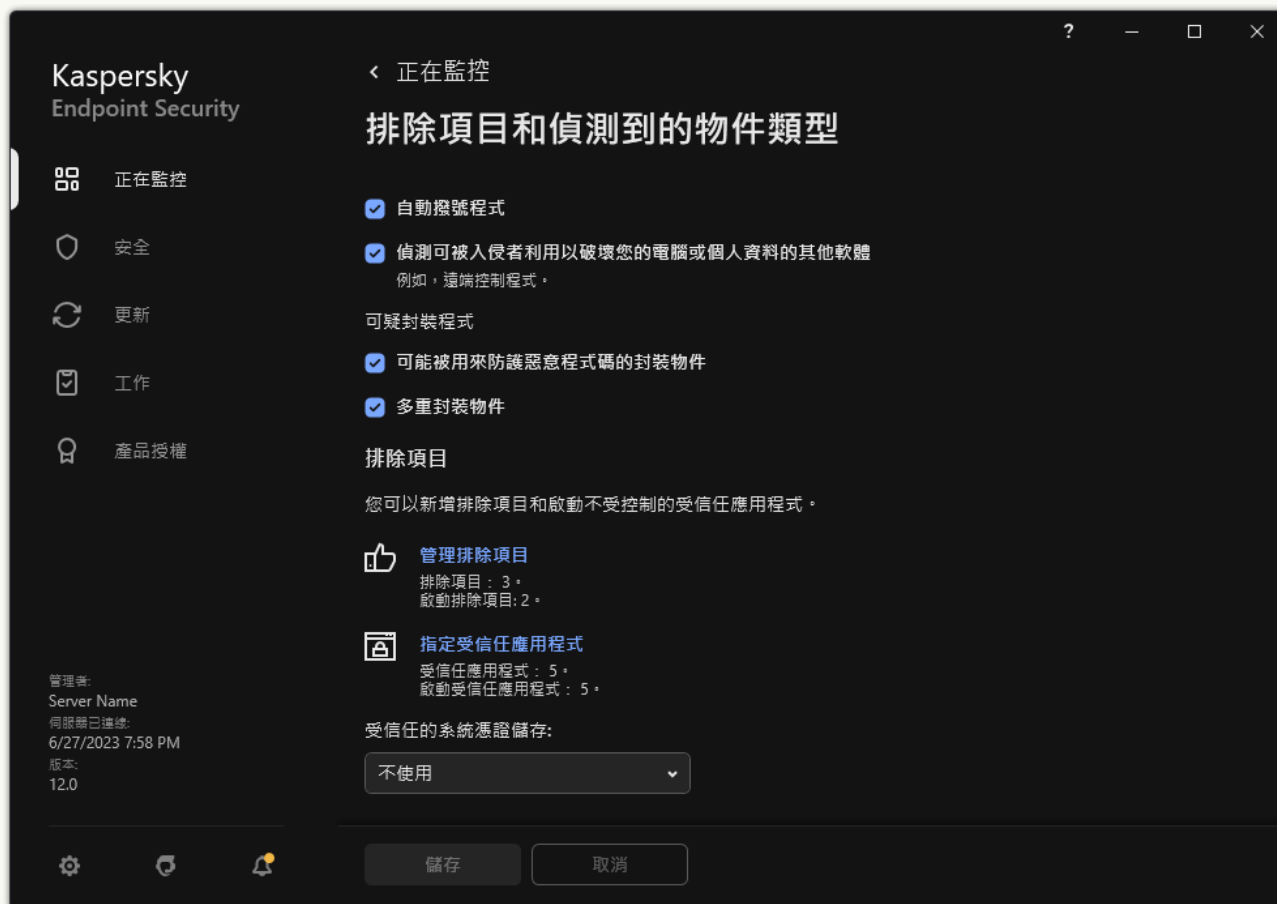 ?
Kaspersky
Endpoint Security
正在監控
安全
更新
工作
產品授權
管理者:
Server Name
伺服器已連線:
6/27/2023 7:58 PM
版本:
12.0
正在監控
排除項目和偵測到的物件類型
自動撥號程式
偵測可被入侵者利用以破壞您的電腦或個人資料的其他軟體
例如，遠端控制程式。
可疑封裝程式
可能被用來防護惡意程式碼的封裝物件
多重封裝物件
排除項目
您可以新增排除項目和啟動不受控制的受信任應用程式。
管理排除項目
排除項目： 3。
啟動排除項目: 2。
指定受信任應用程式
受信任應用程式： 5。
啟動受信任應用程式： 5。
受信任的系統憑證儲存:
不使用
儲存
取消